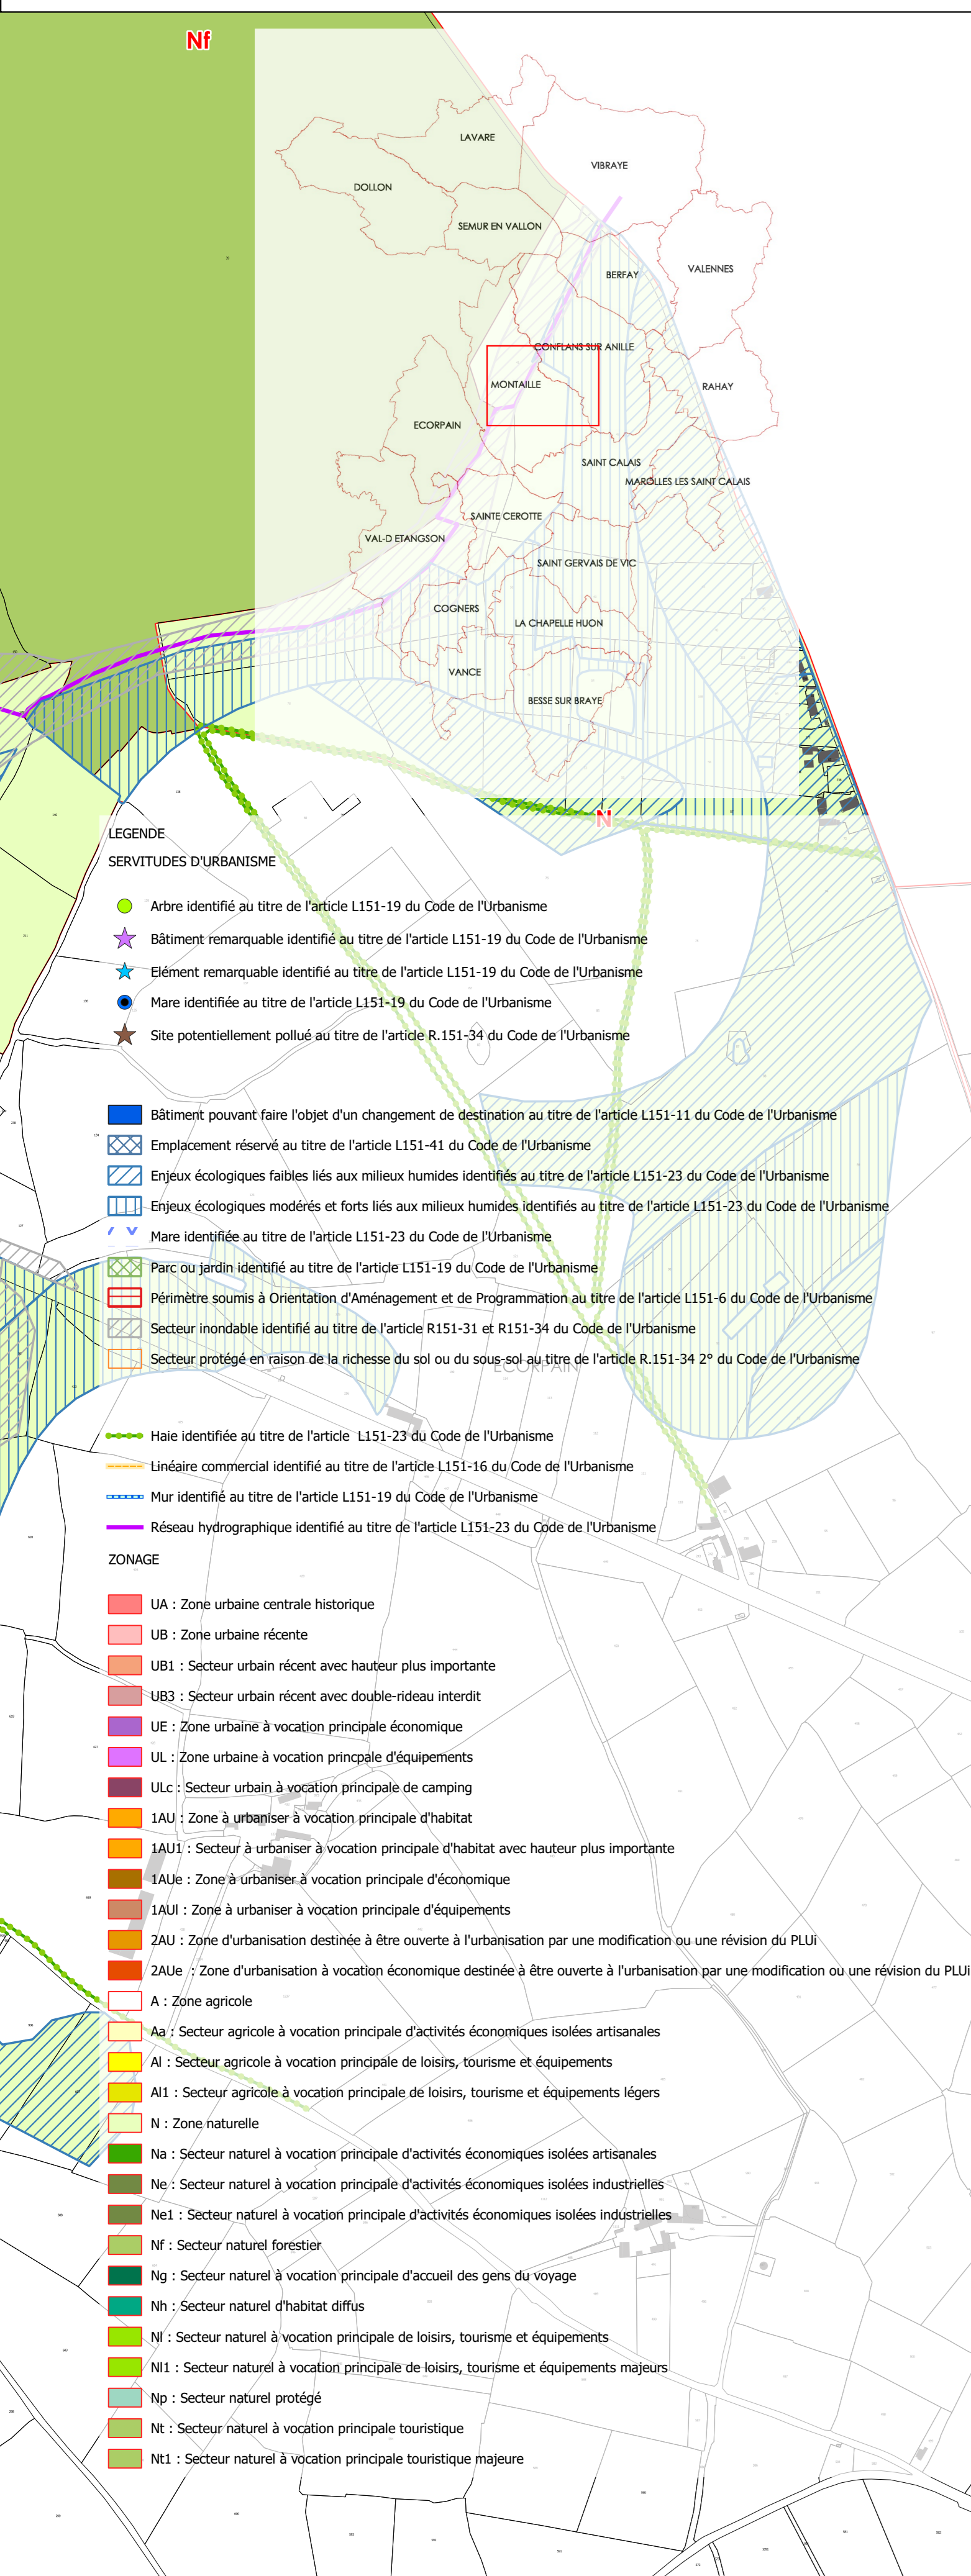 Nf
LAVARE
VIBRAYE
DOLLON
SEMUR EN VALLON
VALENNES
BERFAY
CONFLANS SUR ANILLE
MONTAILLE
RAHAY
ECORPAIN
SAINT CALAIS
MAROLLES LES SAINT CALAIS
SAINTE CEROTTE
VAL-D ETANGSON
SAINT GERVAIS DE VIC
COGNERS
LA CHAPELLE HUON
VANCE
BESSE SUR BRAYE
N
LEGENDE
SERVITUDES D'URBANISME
Arbre identifié au titre de l'article L151-19 du Code de l'Urbanisme
Bâtiment remarquable identifié au titre de l'article L151-19 du Code de l'Urbanisme
Elément remarquable identifié au titre de l'article L151-19 du Code de l'Urbanisme
Mare identifiée au titre de l'article L151-19 du Code de l'Urbanisme
Site potentiellement pollué au titre de l'article R.151-34 du Code de l'Urbanisme
Bâtiment pouvant faire l'objet d'un changement de destination au titre de l'article L151-11 du Code de l'Urbanisme
Emplacement réservé au titre de l'article L151-41 du Code de l'Urbanisme
Enjeux écologiques faibles liés aux milieux humides identifiés au titre de l'article L151-23 du Code de l'Urbanisme
Enjeux écologiques modérés et forts liés aux milieux humides identifiés au titre de l'article L151-23 du Code de l'Urbanisme
Mare identifiée au titre de l'article L151-23 du Code de l'Urbanisme
Parc ou jardin identifié au titre de l'article L151-19 du Code de l'Urbanisme
Périmètre soumis à Orientation d'Aménagement et de Programmation au titre de l'article L151-6 du Code de l'Urbanisme
Secteur inondable identifié au titre de l'article R151-31 et R151-34 du Code de l'Urbanisme
Secteur protégé en raison de la richesse du sol ou du sous-sol au titre de l'article R.151-34 2° du Code de l'Urbanisme
ECORPAIN
Haie identifiée au titre de l'article  L151-23 du Code de l'Urbanisme
Linéaire commercial identifié au titre de l'article L151-16 du Code de l'Urbanisme
Mur identifié au titre de l'article L151-19 du Code de l'Urbanisme
Réseau hydrographique identifié au titre de l'article L151-23 du Code de l'Urbanisme
ZONAGE
UA : Zone urbaine centrale historique
UB : Zone urbaine récente
UB1 : Secteur urbain récent avec hauteur plus importante
UB3 : Secteur urbain récent avec double-rideau interdit
UE : Zone urbaine à vocation principale économique
UL : Zone urbaine à vocation princpale d'équipements
ULc : Secteur urbain à vocation principale de camping
1AU : Zone à urbaniser à vocation principale d'habitat
1AU1 : Secteur à urbaniser à vocation principale d'habitat avec hauteur plus importante
1AUe : Zone à urbaniser à vocation principale d'économique
1AUl : Zone à urbaniser à vocation principale d'équipements
2AU : Zone d'urbanisation destinée à être ouverte à l'urbanisation par une modification ou une révision du PLUi
2AUe  : Zone d'urbanisation à vocation économique destinée à être ouverte à l'urbanisation par une modification ou une révision du PLUi
A : Zone agricole
Aa : Secteur agricole à vocation principale d'activités économiques isolées artisanales
Al : Secteur agricole à vocation principale de loisirs, tourisme et équipements
Al1 : Secteur agricole à vocation principale de loisirs, tourisme et équipements légers
N : Zone naturelle
Na : Secteur naturel à vocation principale d'activités économiques isolées artisanales
Ne : Secteur naturel à vocation principale d'activités économiques isolées industrielles
Ne1 : Secteur naturel à vocation principale d'activités économiques isolées industrielles
Nf : Secteur naturel forestier
Ng : Secteur naturel à vocation principale d'accueil des gens du voyage
Nh : Secteur naturel d'habitat diffus
Nl : Secteur naturel à vocation principale de loisirs, tourisme et équipements
Nl1 : Secteur naturel à vocation principale de loisirs, tourisme et équipements majeurs
Np : Secteur naturel protégé
Nt : Secteur naturel à vocation principale touristique
Nt1 : Secteur naturel à vocation principale touristique majeure